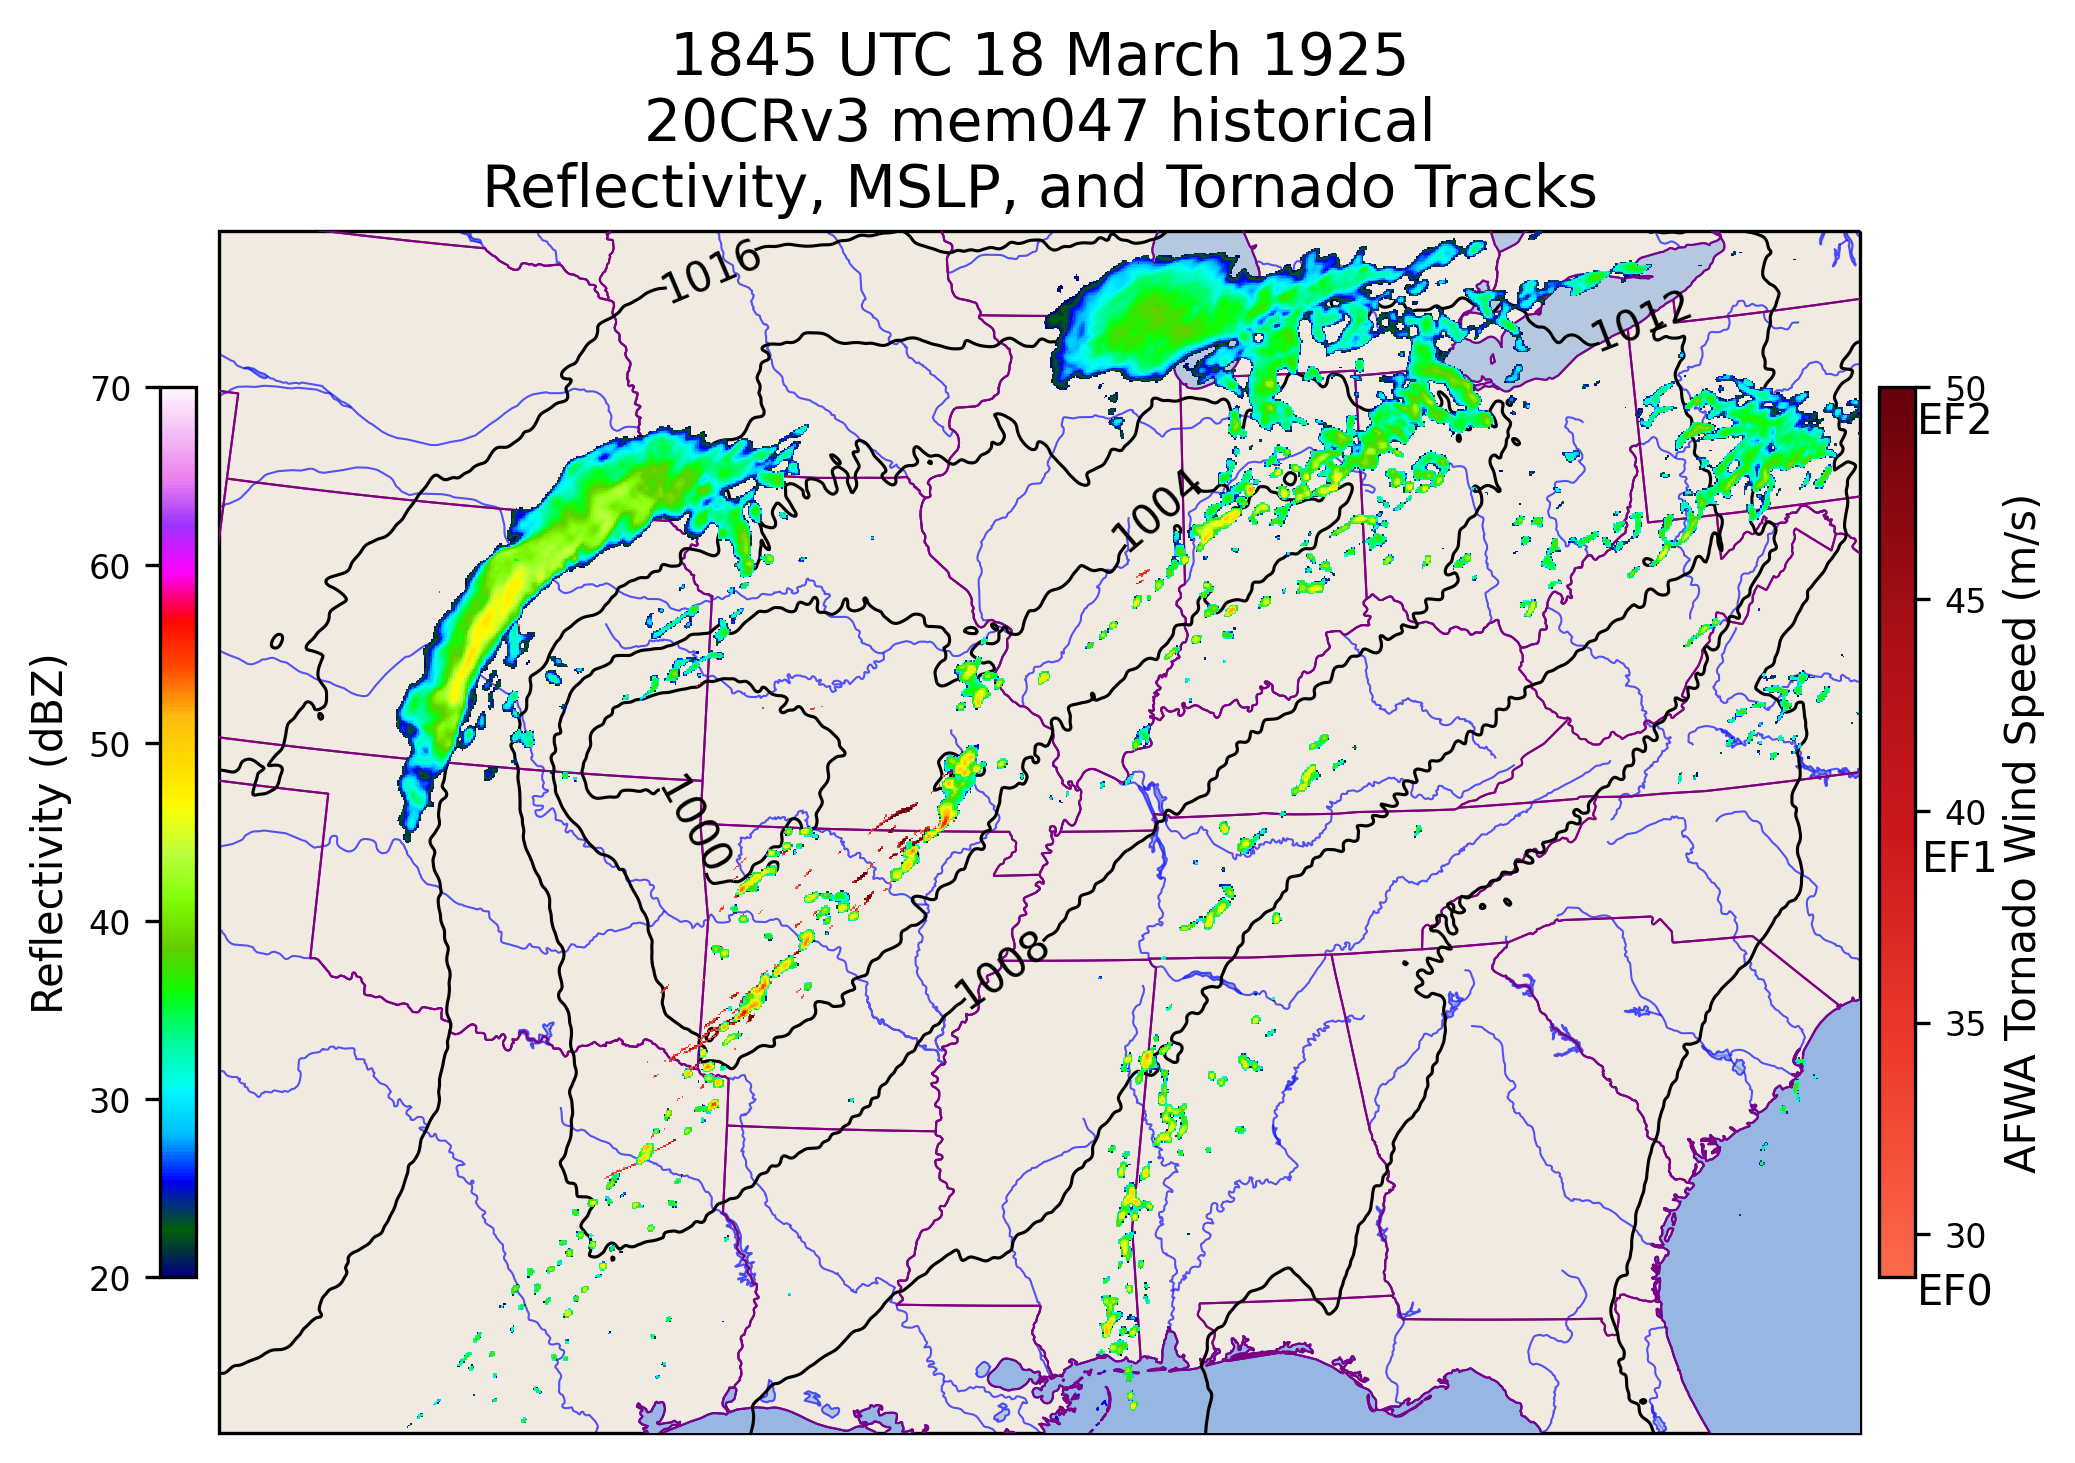 1845 UTC 18 March 1925
20CRv3 mem047 historical
Reflectivity, MSLP, and Tornado Tracks
1016
1012
1004
1000
1008
Reflectivity (dBZ)
70
60
50
40
30
20
50
EF2
45
40
EF1
35
30
EF0
AFWA Tornado Wind Speed (m/s)